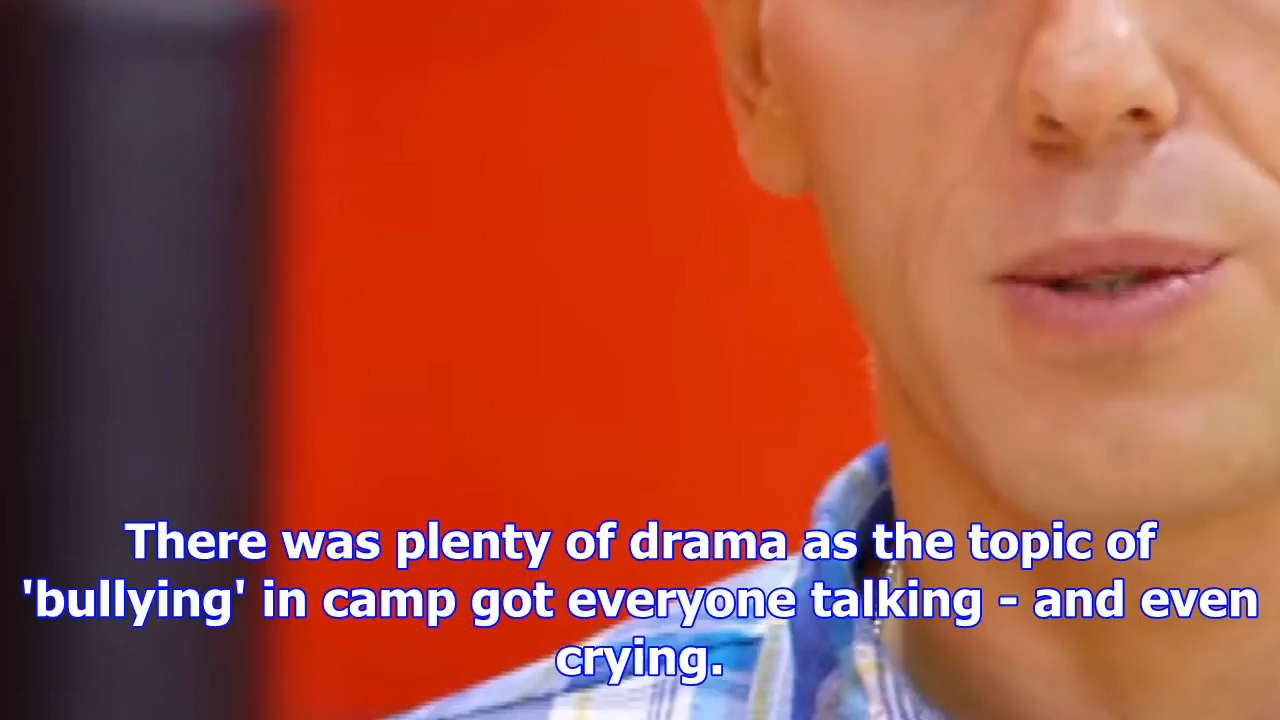 There was plenty of drama as the topic of
'bullying' in camp got everyone talking - and even
crying.